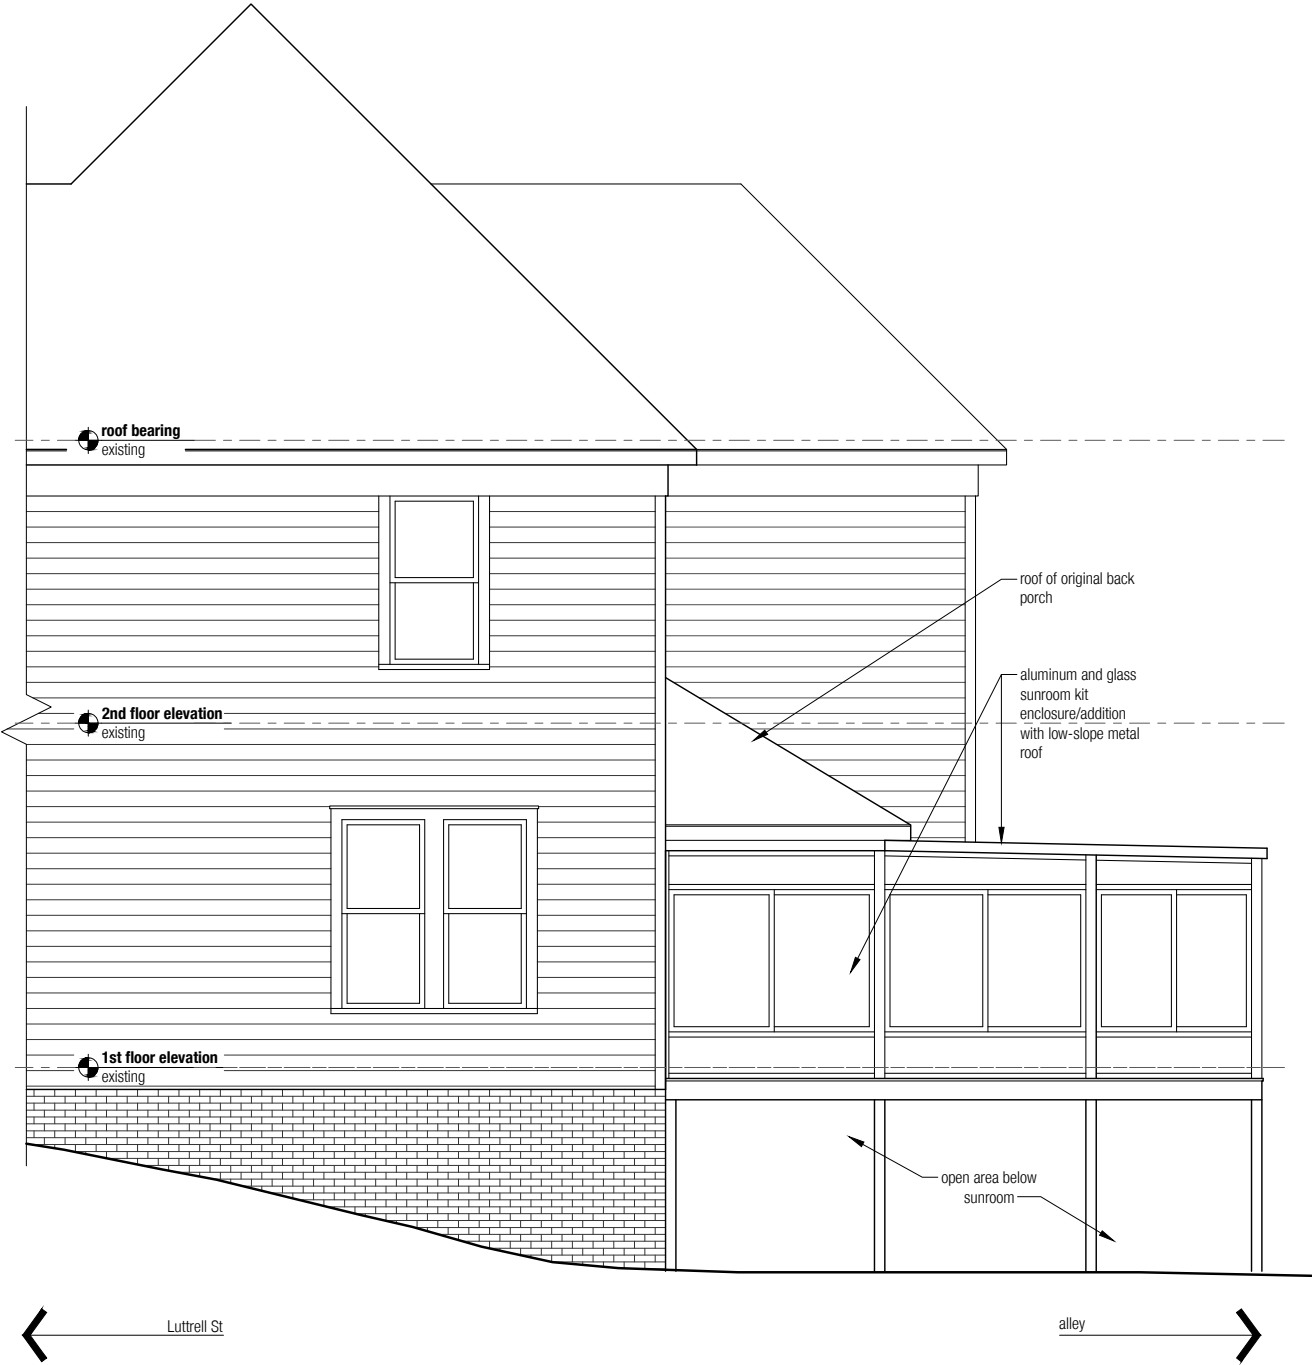 roof bearing
existing
roof of original back
porch
aluminum and glass
sunroom kit
enclosure/addition
with low-slope metal
roof
2nd floor elevation
existing
1st floor elevation
existing
open area below
sunroom
Luttrell St
alley